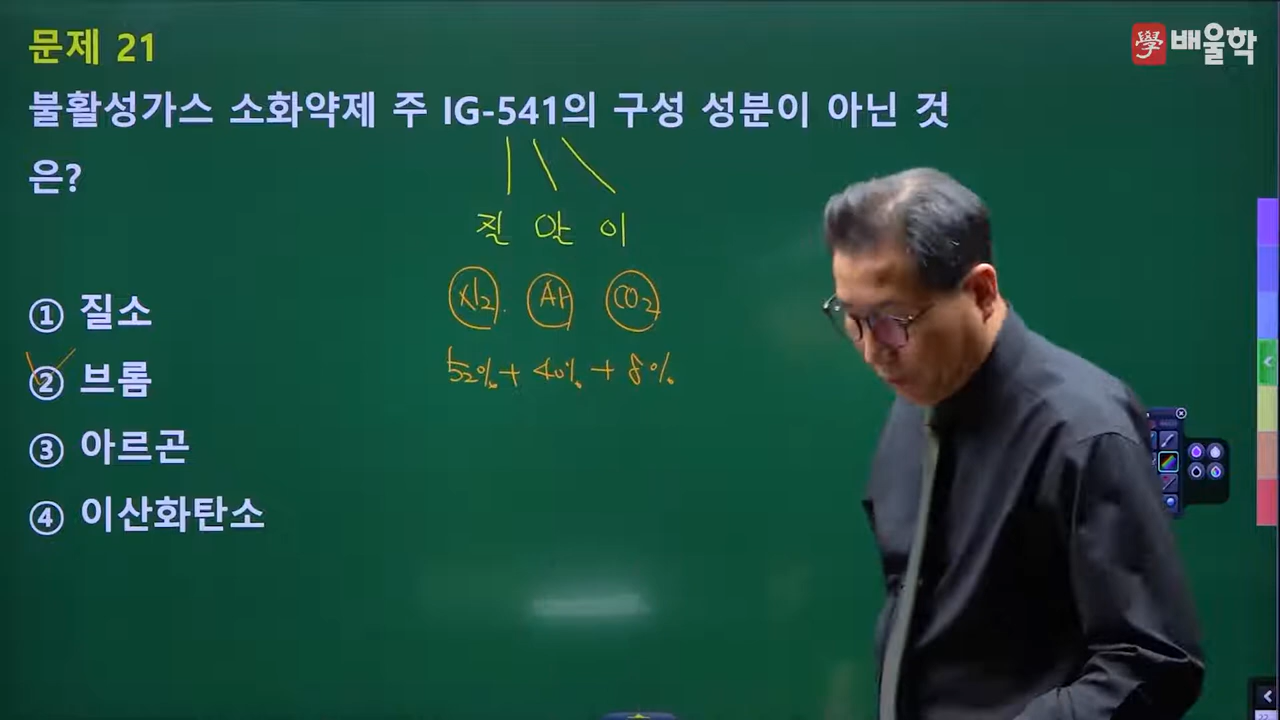 문제 21
學 배울학
불활성가스 소화약제 주 IG-541의 구성 성분이 아닌 것
은?
질 알 이
N2. Ar CO2
52% + 40% + 8%
① 질소
② 브롬
③ 아르곤
④ 이산화탄소